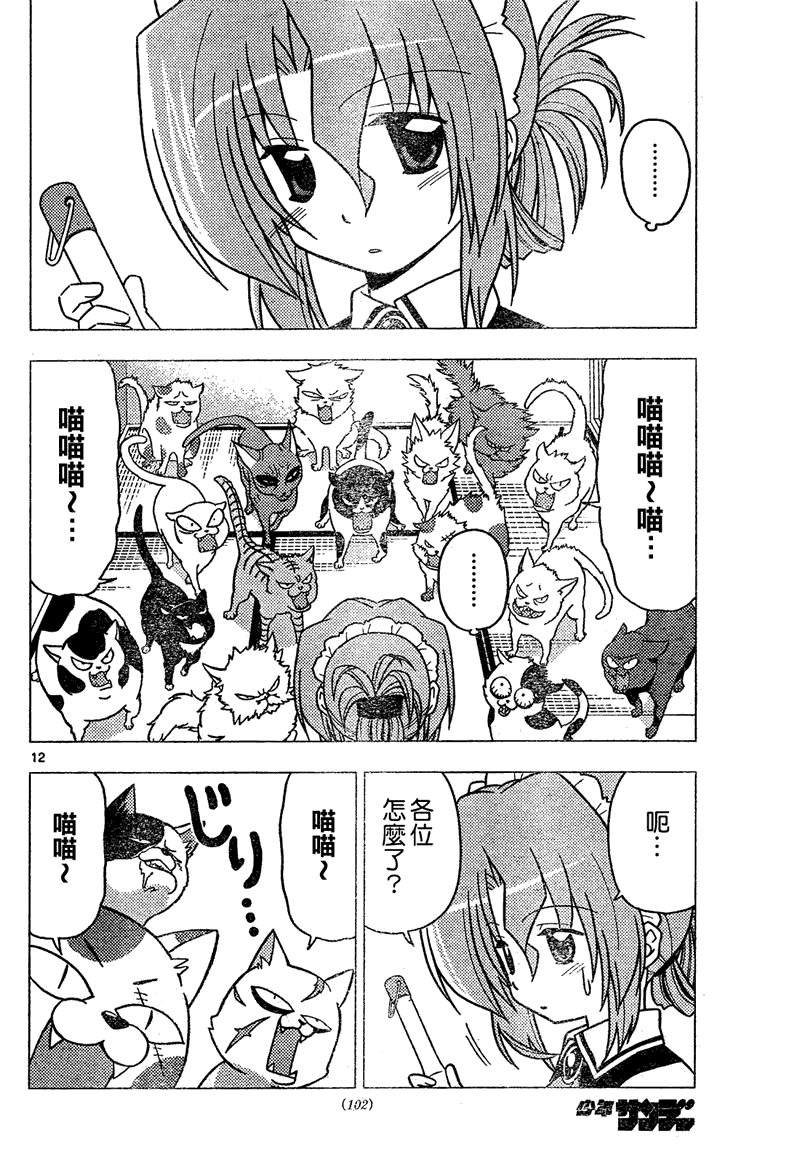 ………
喵喵喵~喵…
喵喵喵~…
………
12
呃…
各位
怎麼了？
喵喵~
じり…
喵喵~
(102)
少年サンデー